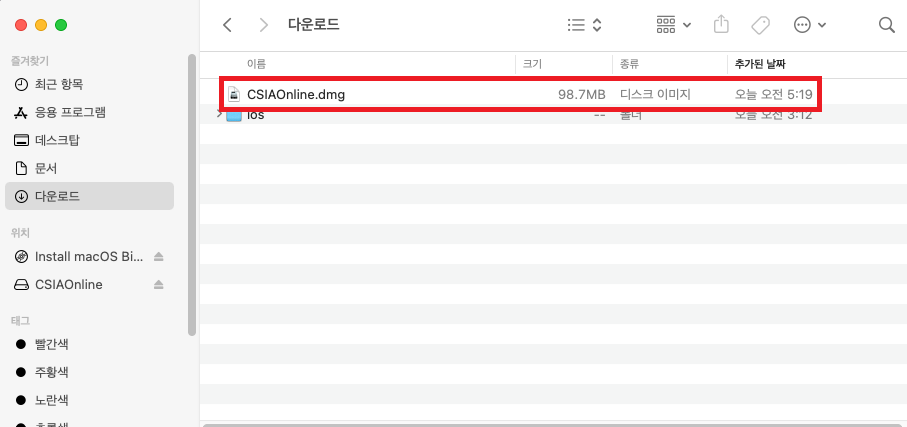 다운로드
즐겨찾기
최근 항목
응용 프로그램
데스크탑
문서
다운로드
위치
Install macOS Bi...
CSIAOnline
태그
빨간색
주황색
노란색
초록색
이름 크기 종류 추가된 날짜
CSIAOnline.dmg 98.7MB 디스크 이미지 오늘 오전 5:19
ios -- 폴더 오늘 오전 3:12